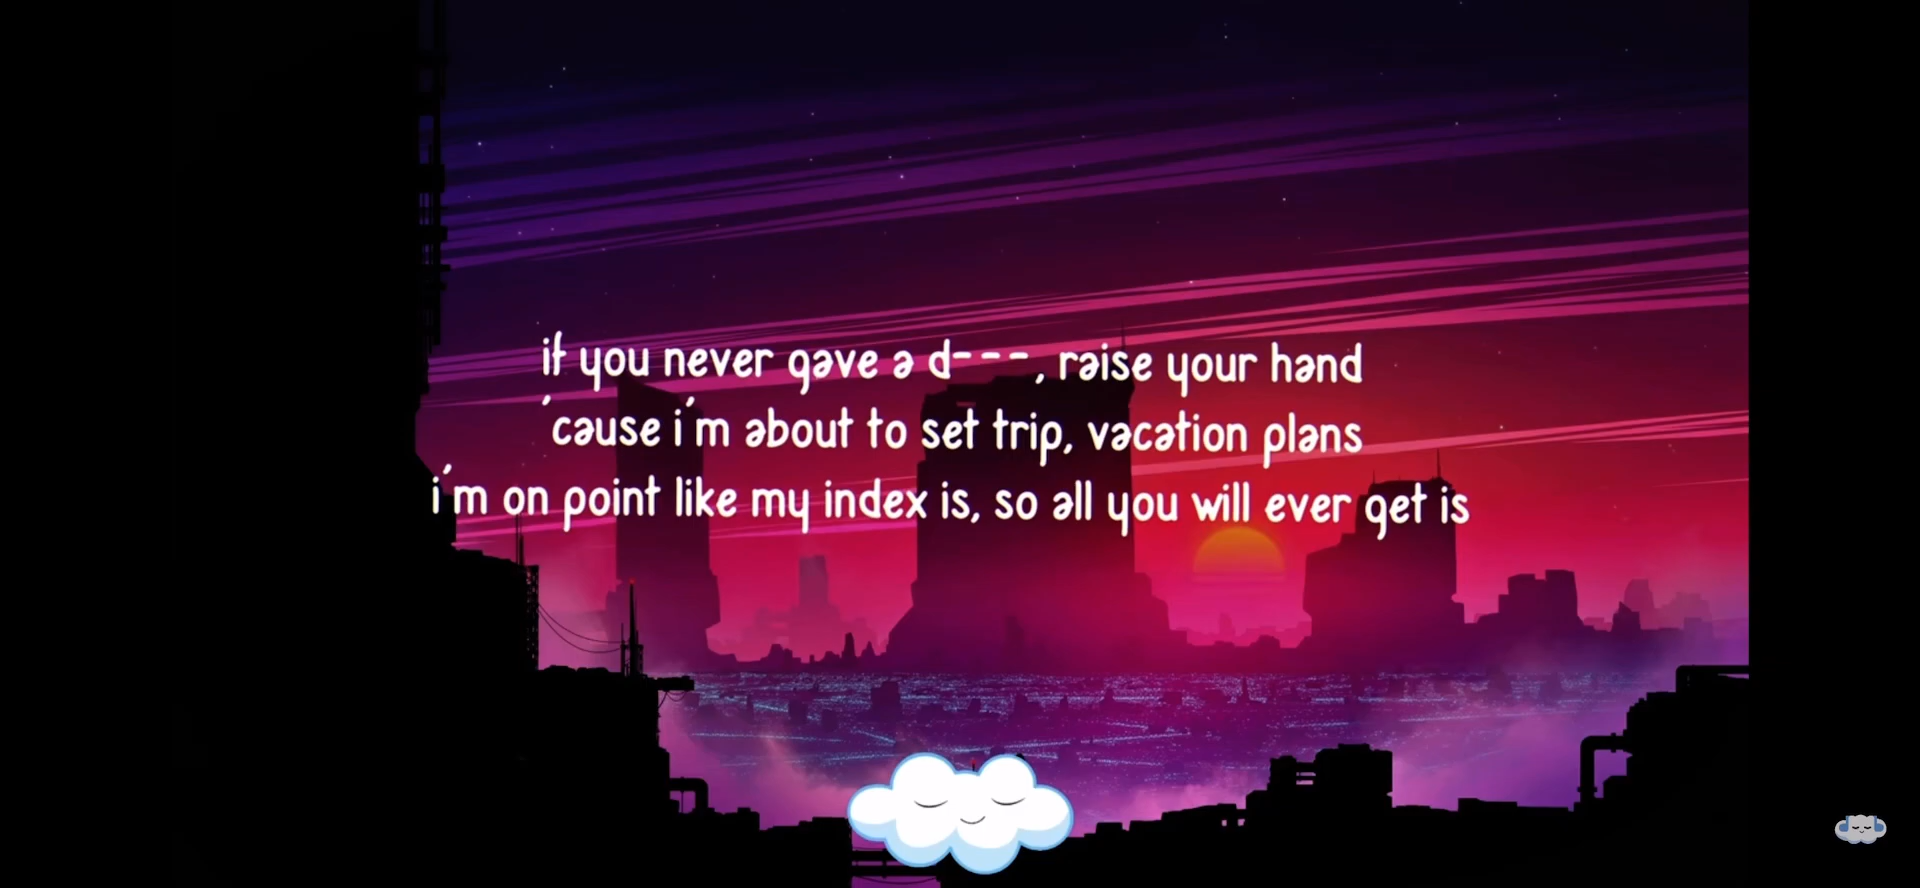 if you never gave a d---, raise your hand
'cause i'm about to set trip, vacation plans
i'm on point like my index is, so all you will ever get is